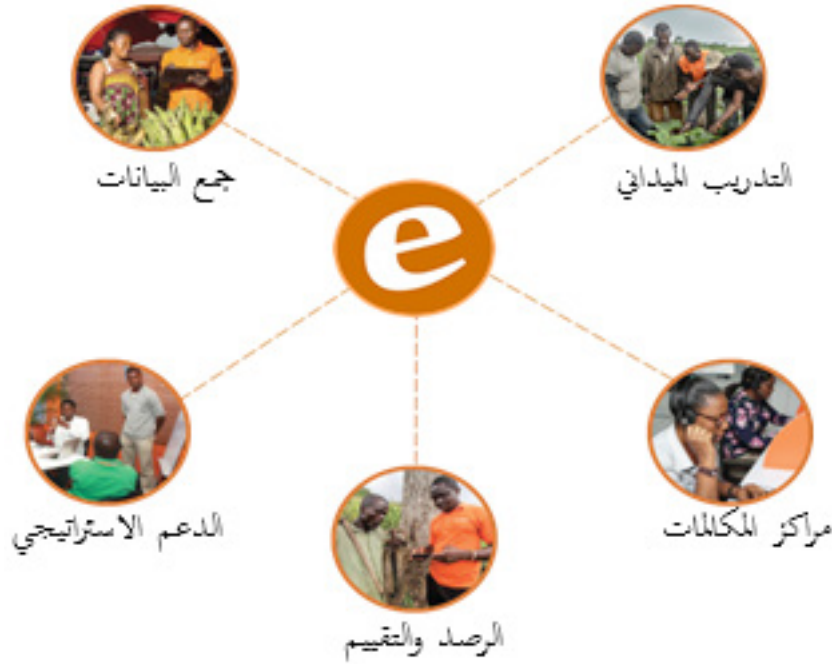 التدريب الميداني
جمع البيانات
e
مراكز المكالمات
الدعم الاستراتيجي
الرصد والتقييم